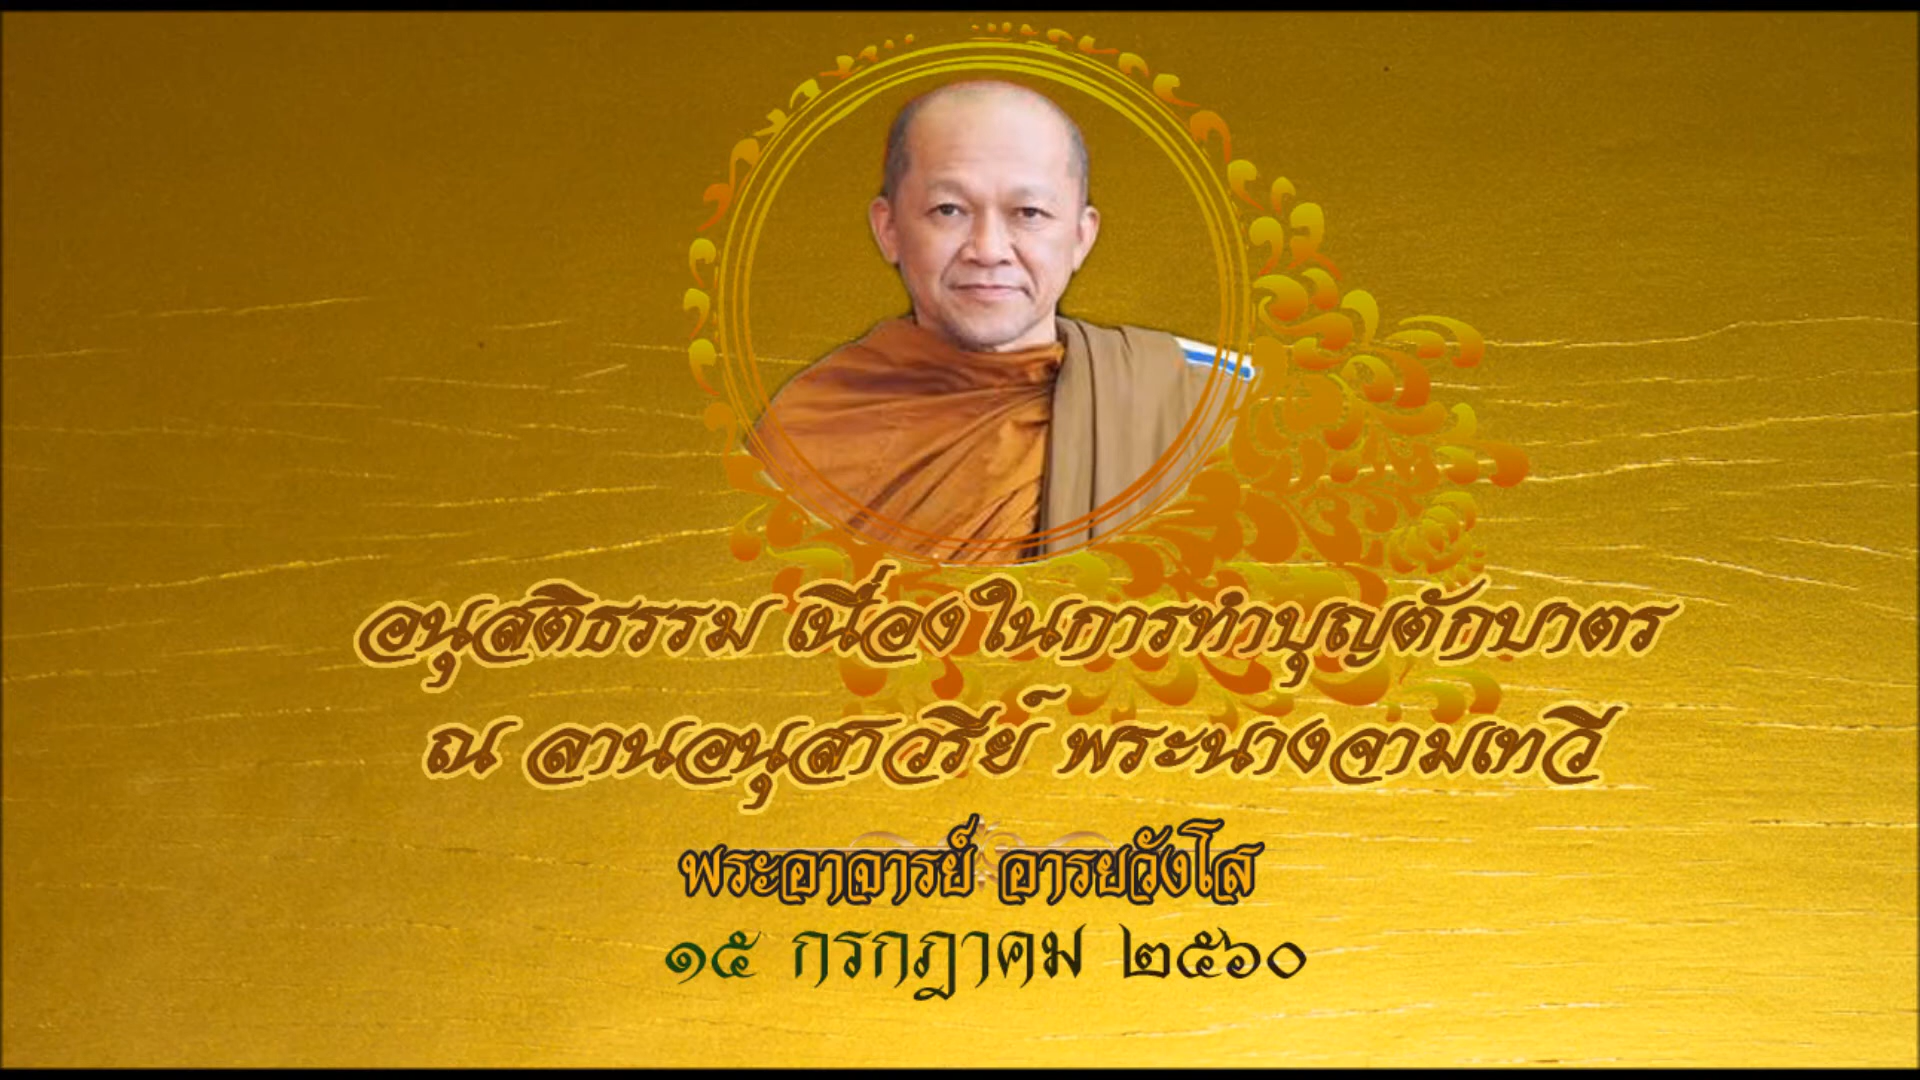 อนุสติธรรม เนื่องในการทำบุญตักบาตร
ณ ลานอนุสาวรีย์ พระนางจามเทวี
พระอาจารย์ อารยวังโส
๑๕ กรกฎาคม ๒๕๖๐